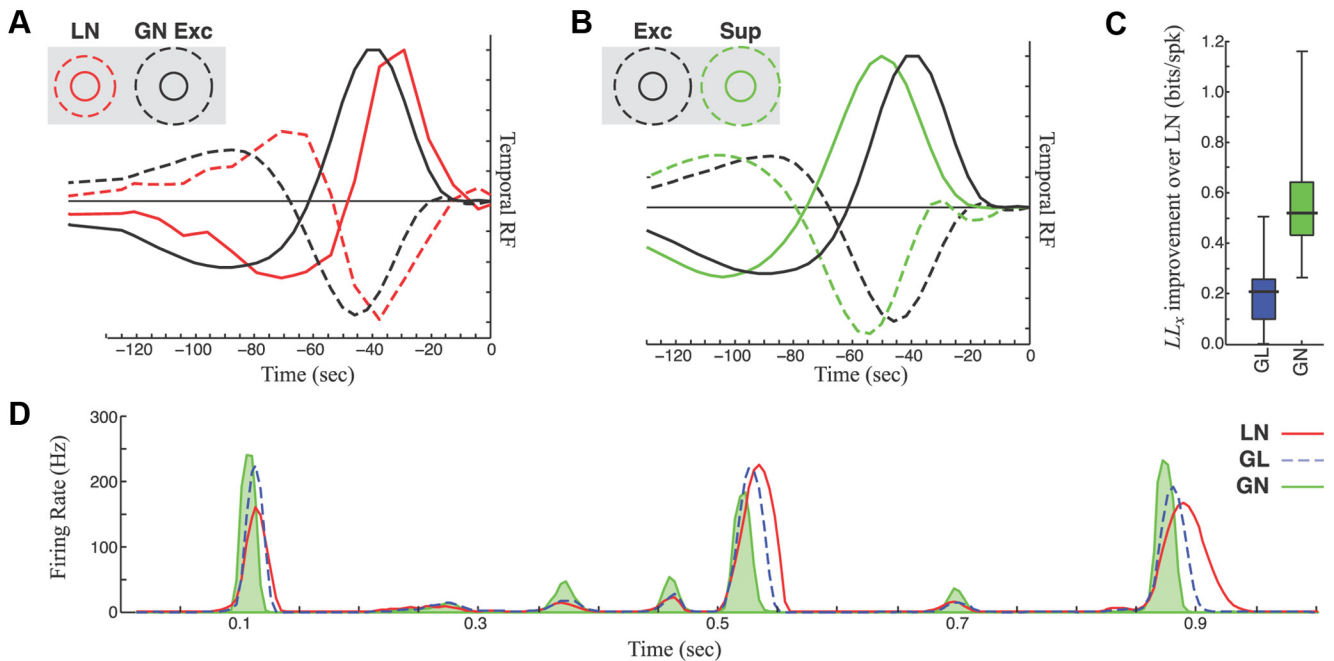 A
LN GN Exc
Temporal RF
−120 −100 −80 −60 −40 −20 0
Time (sec)
B
Exc Sup
Temporal RF
−120 −100 −80 −60 −40 −20 0
Time (sec)
C
LLx improvement over LN (bits/spk)
1.2
1.0
0.8
0.6
0.4
0.2
0.0
GL GN
D
Firing Rate (Hz)
300
200
100
0
0.1 0.3 0.5 0.7 0.9
Time (sec)
LN
GL
GN